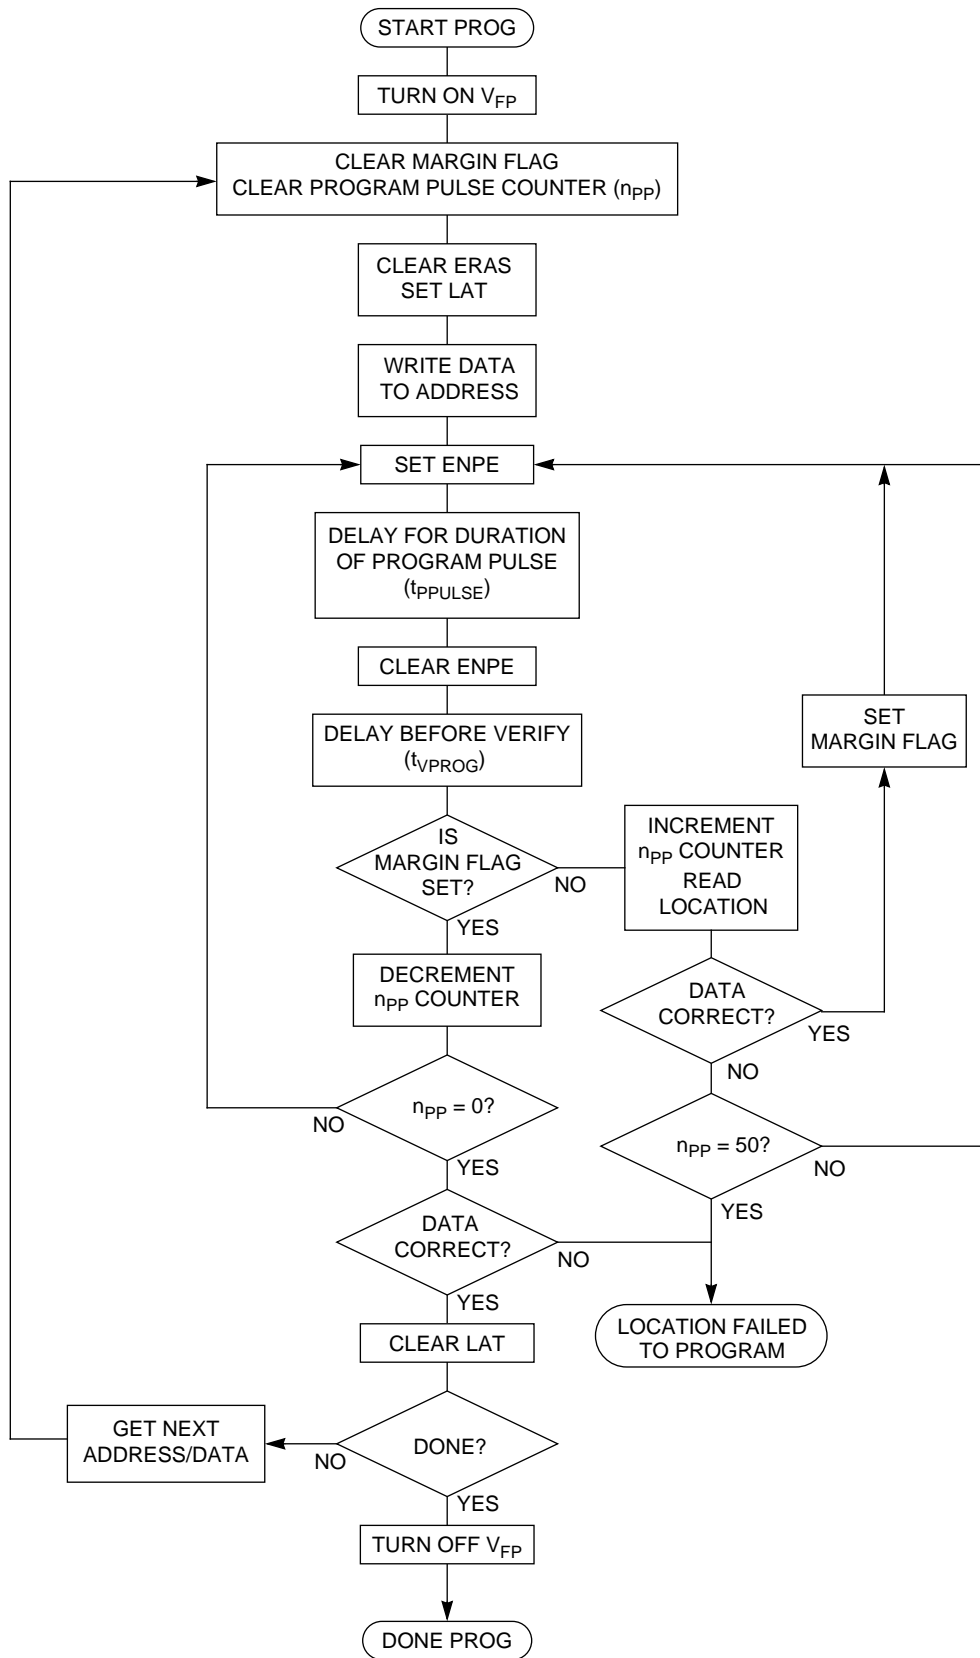 START PROG
TURN ON VFP
CLEAR MARGIN FLAG
CLEAR PROGRAM PULSE COUNTER (nPP)
CLEAR ERAS
SET LAT
WRITE DATA
TO ADDRESS
SET ENPE
DELAY FOR DURATION
OF PROGRAM PULSE
(tPPULSE)
CLEAR ENPE
DELAY BEFORE VERIFY
(tVPROG)
SET
MARGIN FLAG
IS
MARGIN FLAG
SET?
NO
YES
INCREMENT
nPP COUNTER
READ
LOCATION
DECREMENT
nPP COUNTER
DATA
CORRECT?
YES
NO
nPP = 0?
NO
YES
nPP = 50?
NO
YES
DATA
CORRECT?
NO
YES
LOCATION FAILED
TO PROGRAM
CLEAR LAT
GET NEXT
ADDRESS/DATA
DONE?
NO
YES
TURN OFF VFP
DONE PROG